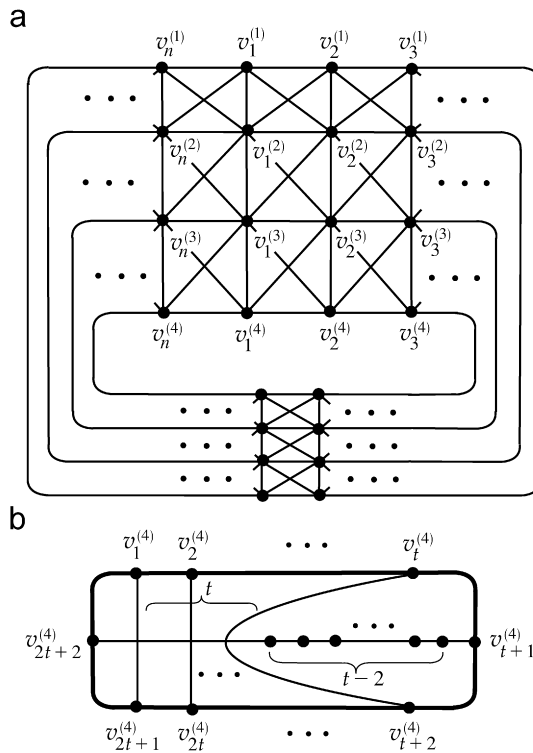 a
v_n^{(1)} v_1^{(1)} v_2^{(1)} v_3^{(1)}
v_n^{(2)} v_1^{(2)} v_2^{(2)} v_3^{(2)}
v_n^{(3)} v_1^{(3)} v_2^{(3)} v_3^{(3)}
v_n^{(4)} v_1^{(4)} v_2^{(4)} v_3^{(4)}
b
v_1^{(4)} v_2^{(4)} v_t^{(4)}
t
v_{2t+2}^{(4)} v_{t+1}^{(4)}
t − 2
v_{2t+1}^{(4)} v_{2t}^{(4)} v_{t+2}^{(4)}